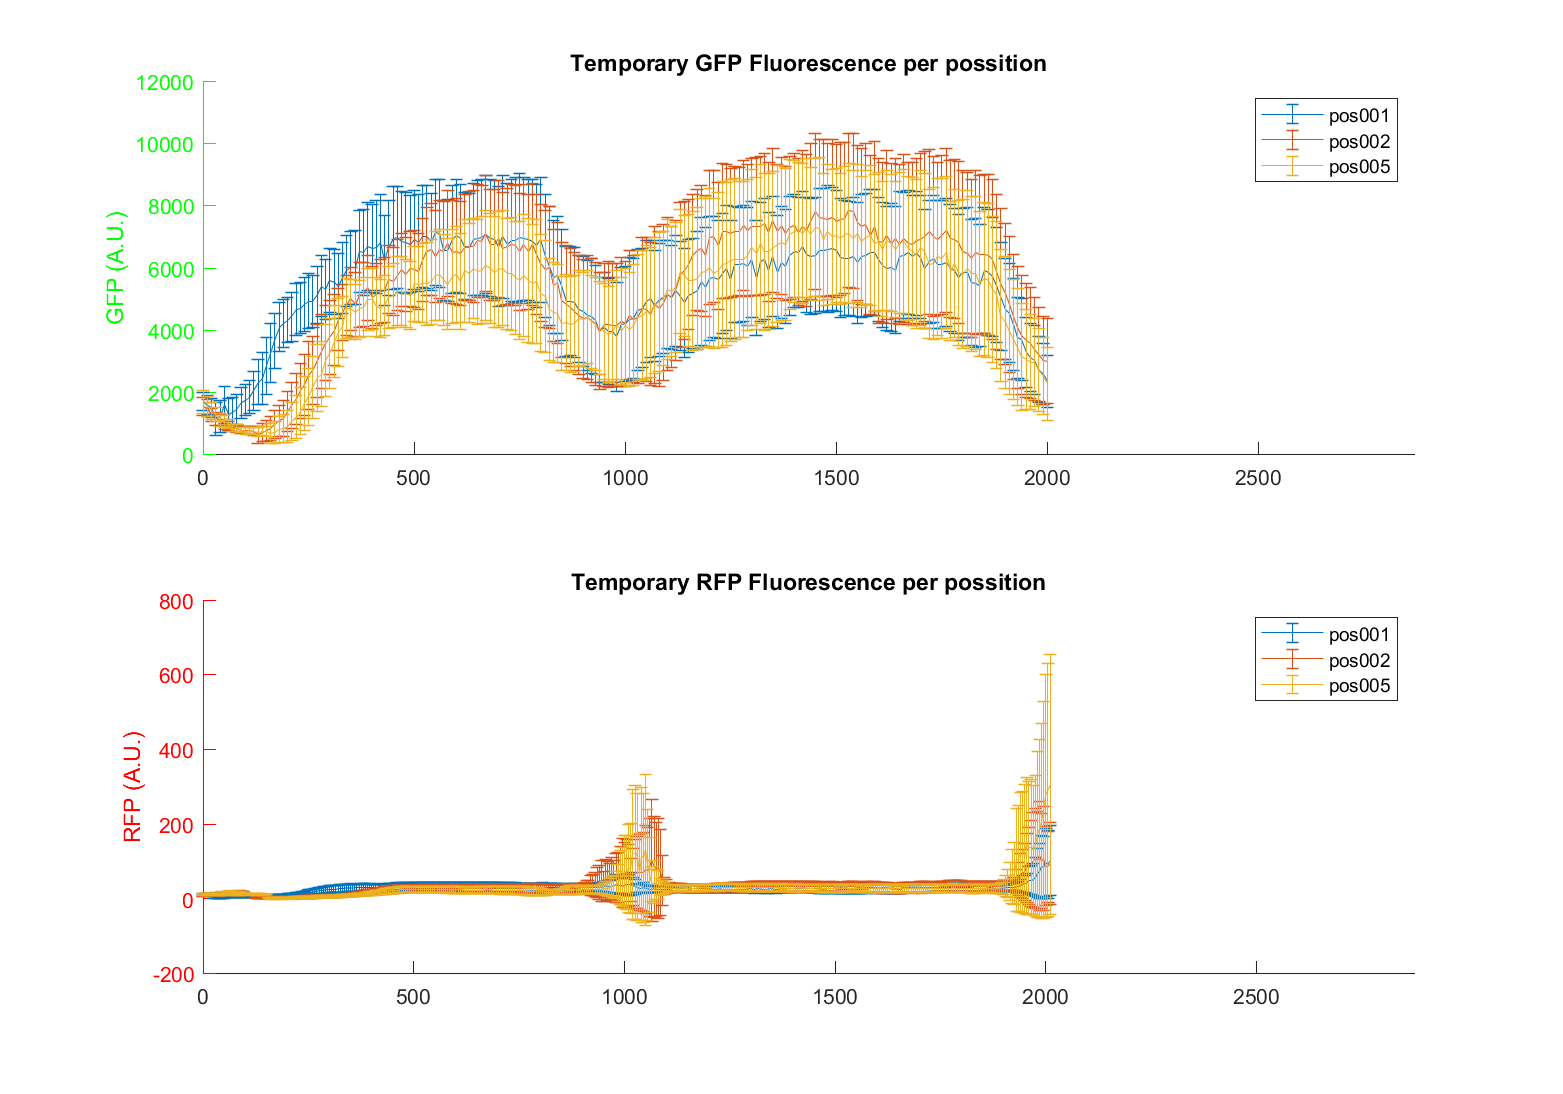 Temporary GFP Fluorescence per possition
GFP (A.U.)
12000
10000
8000
6000
4000
2000
0
0 500 1000 1500 2000 2500
pos001
pos002
pos005
Temporary RFP Fluorescence per possition
RFP (A.U.)
800
600
400
200
0
-200
0 500 1000 1500 2000 2500
pos001
pos002
pos005